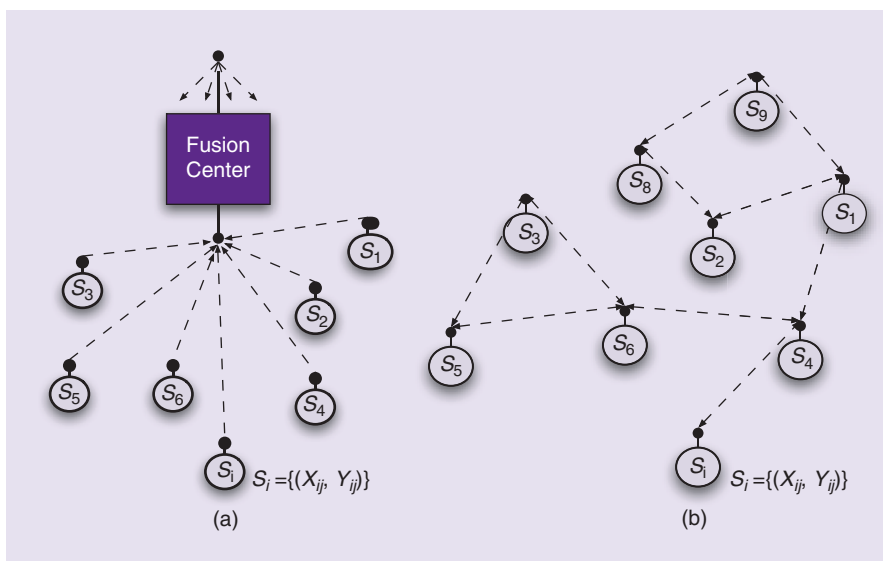 Fusion
Center
S1
S3
S2
S5
S6
S4
Si
Si ={(Xij, Yij)}
(a)
S9
S8
S1
S3
S2
S5
S6
S4
Si
Si ={(Xij, Yij)}
(b)